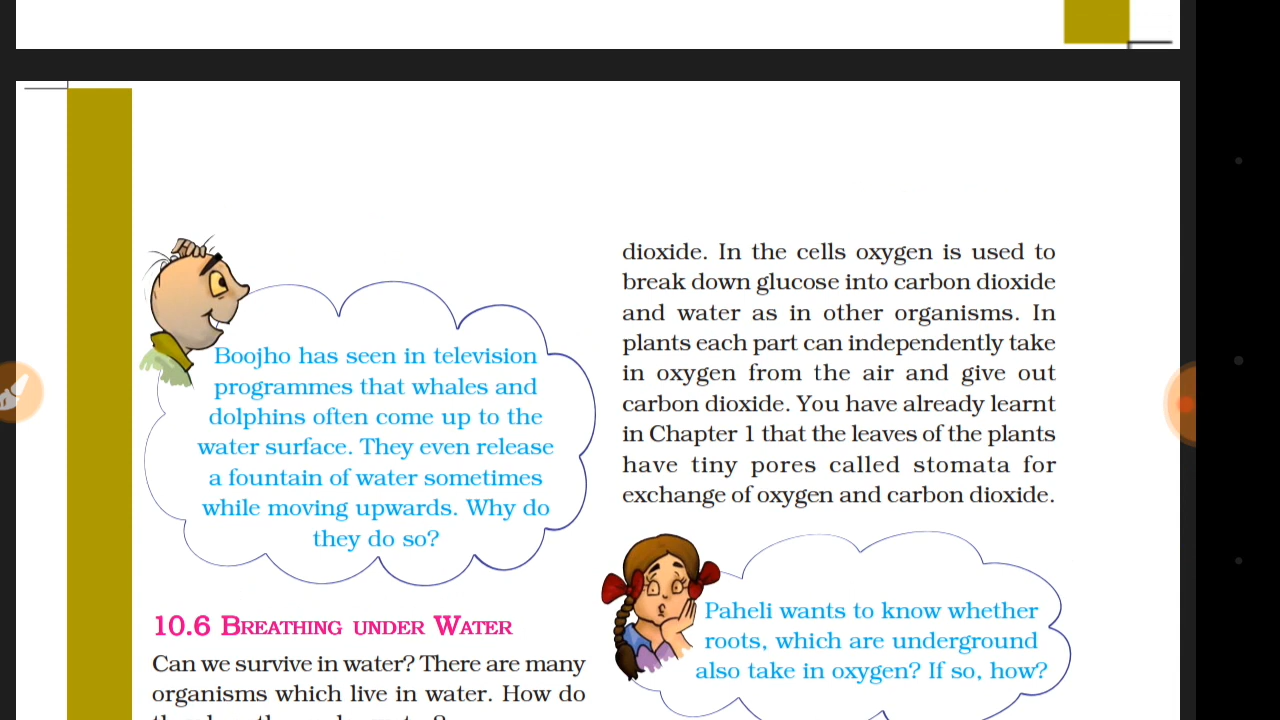 Boojho has seen in television
programmes that whales and
dolphins often come up to the
water surface. They even release
a fountain of water sometimes
while moving upwards. Why do
they do so?
10.6 BREATHING UNDER WATER
Can we survive in water? There are many
organisms which live in water. How do
dioxide. In the cells oxygen is used to
break down glucose into carbon dioxide
and water as in other organisms. In
plants each part can independently take
in oxygen from the air and give out
carbon dioxide. You have already learnt
in Chapter 1 that the leaves of the plants
have tiny pores called stomata for
exchange of oxygen and carbon dioxide.
Paheli wants to know whether
roots, which are underground
also take in oxygen? If so, how?